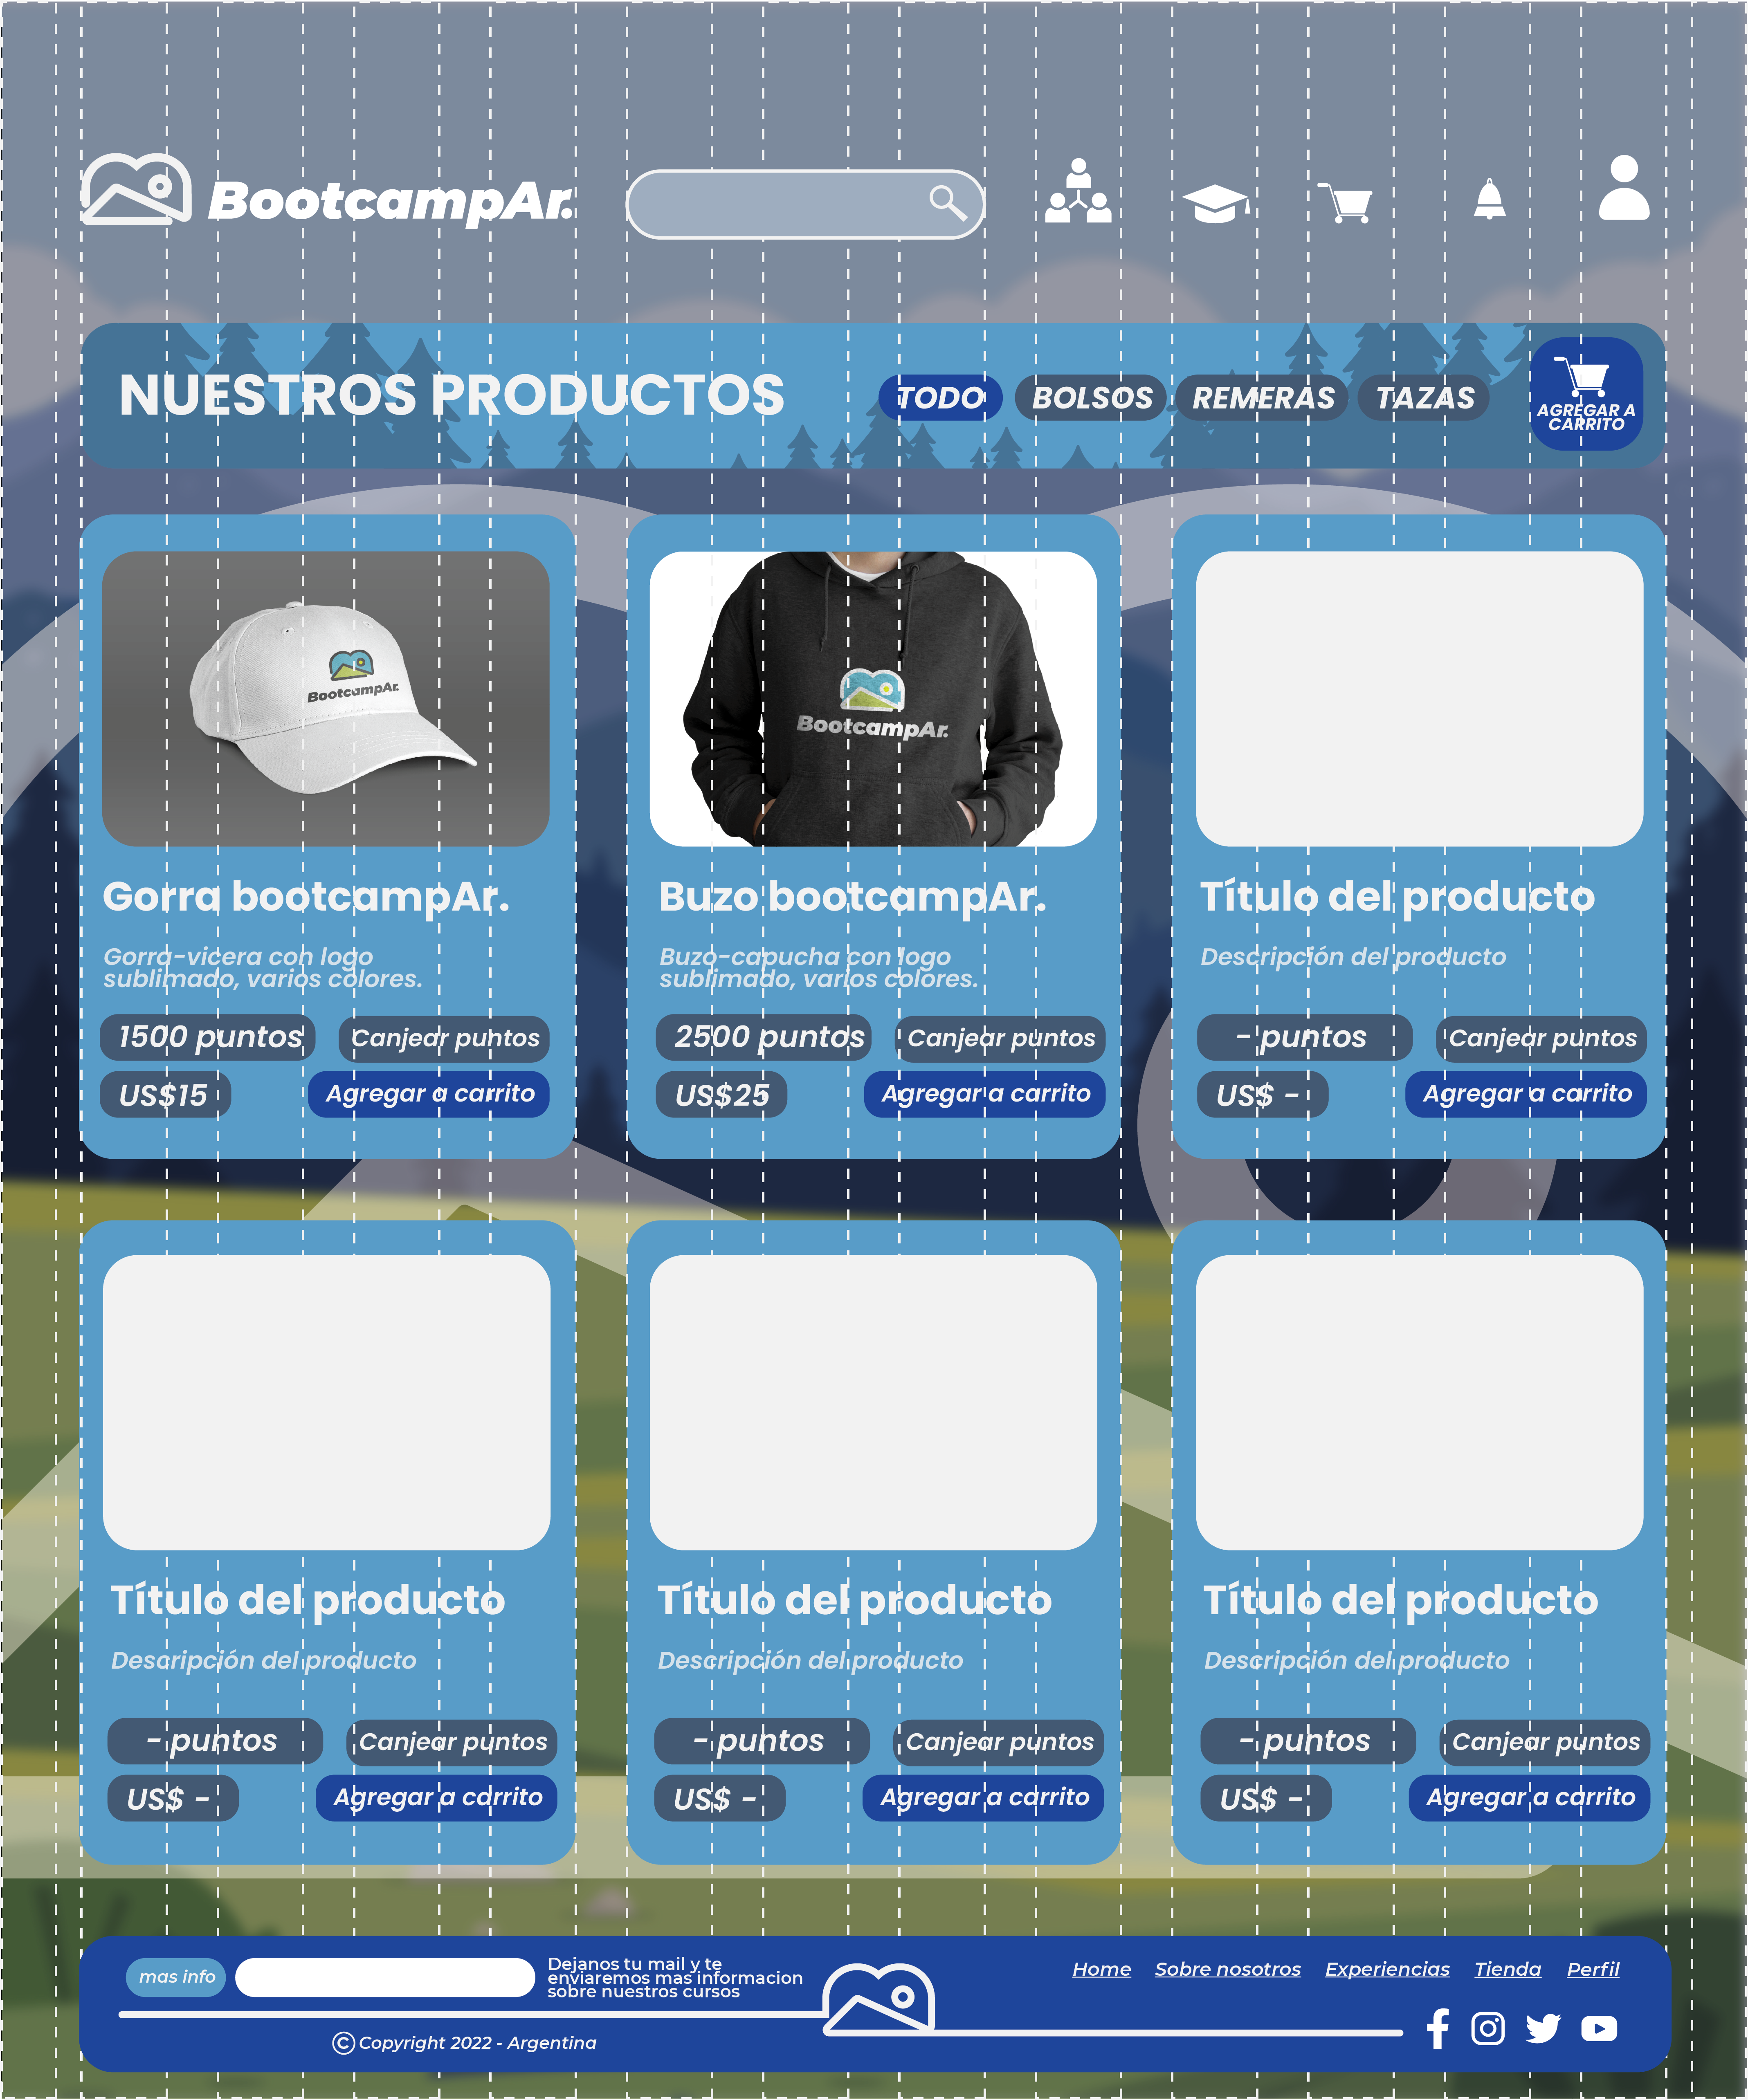 BootcampAr.
NUESTROS PRODUCTOS
TODO
BOLSOS
REMERAS
TAZAS
AGREGAR A
CARRITO
BootcampAr.
BootcampAr.
Gorra bootcampAr.
Gorra-vicera con logo
sublimado, varios colores.
1500 puntos
Canjear puntos
US$15
Agregar a carrito
Buzo bootcampAr.
Buzo-capucha con logo
sublimado, varios colores.
2500 puntos
Canjear puntos
US$25
Agregar a carrito
Título del producto
Descripción del producto
- puntos
Canjear puntos
US$ -
Agregar a carrito
Título del producto
Descripción del producto
- puntos
Canjear puntos
US$ -
Agregar a carrito
Título del producto
Descripción del producto
- puntos
Canjear puntos
US$ -
Agregar a carrito
Título del producto
Descripción del producto
- puntos
Canjear puntos
US$ -
Agregar a carrito
mas info
Dejanos tu mail y te
enviaremos mas informacion
sobre nuestros cursos
Home
Sobre nosotros
Experiencias
Tienda
Perfil
© Copyright 2022 - Argentina